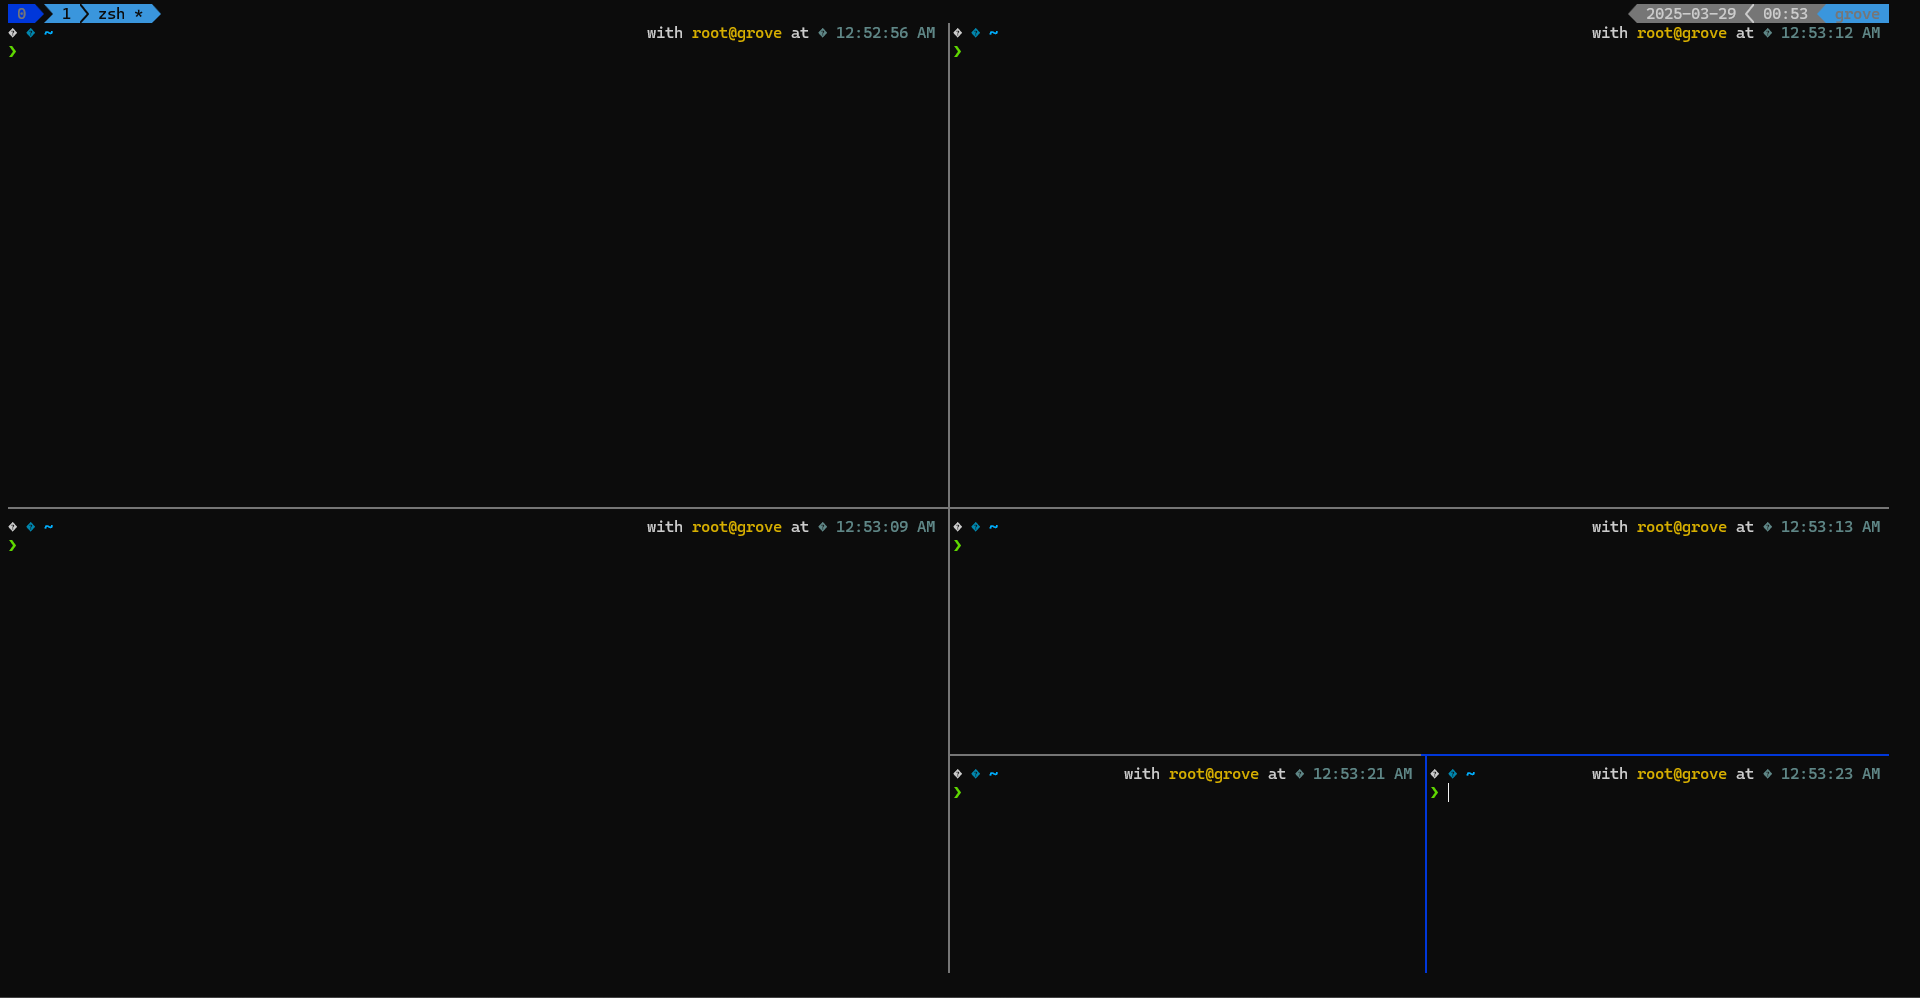 0 1 zsh * 2025-03-29 00:53 grove
� � ~ with root@grove at � 12:52:56 AM
❯
� � ~ with root@grove at � 12:53:12 AM
❯
� � ~ with root@grove at � 12:53:09 AM
❯
� � ~ with root@grove at � 12:53:13 AM
❯
� � ~ with root@grove at � 12:53:21 AM
❯
� � ~ with root@grove at � 12:53:23 AM
❯